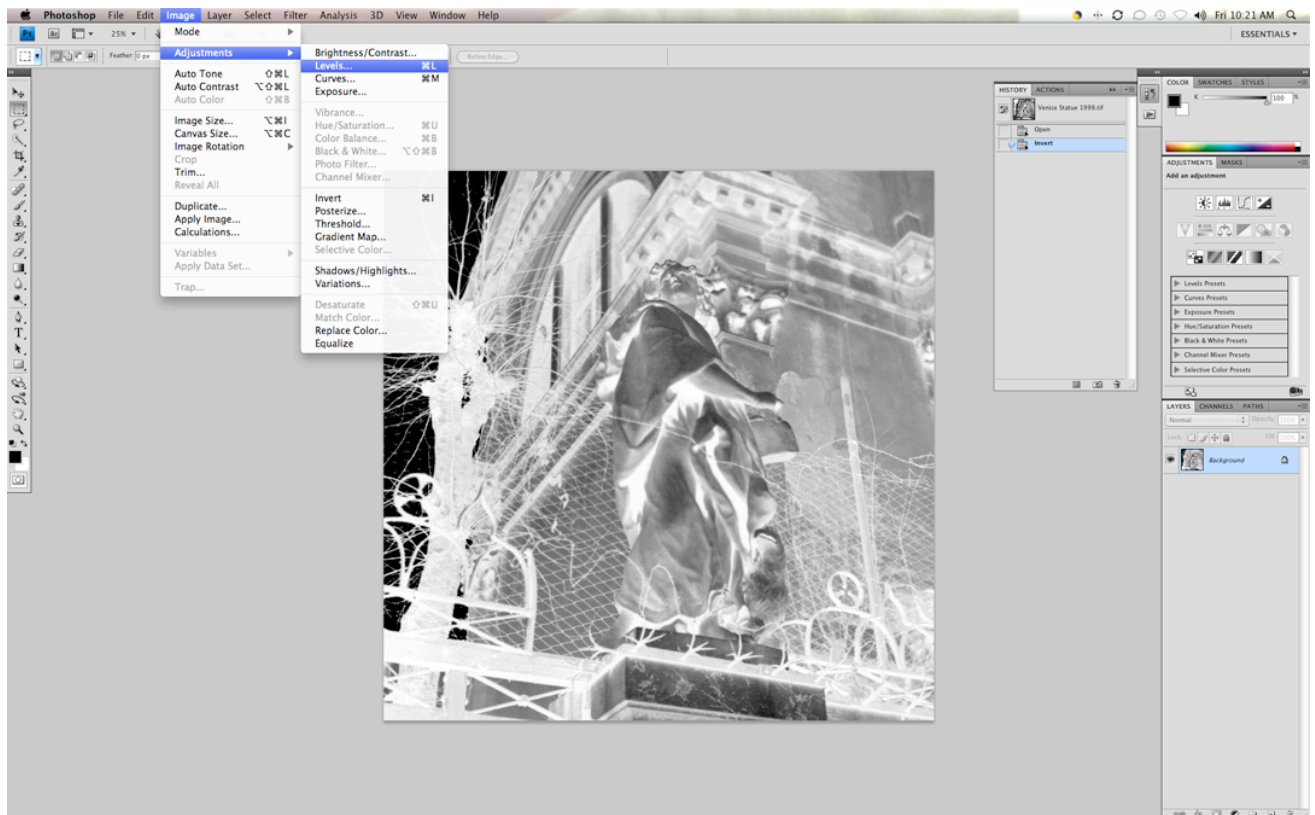 Photoshop File Edit Image Layer Select Filter Analysis 3D View Window Help Fri 10:21 AM
Ps Br 25% ESSENTIALS
Feather: 0 px Refine Edge...
Mode
Adjustments
Auto Tone ⇧⌘L
Auto Contrast ⌥⇧⌘L
Auto Color ⇧⌘B
Image Size... ⌥⌘I
Canvas Size... ⌥⌘C
Image Rotation
Crop
Trim...
Reveal All
Duplicate...
Apply Image...
Calculations...
Variables
Apply Data Set...
Trap...
Brightness/Contrast...
Levels... ⌘L
Curves... ⌘M
Exposure...
Vibrance...
Hue/Saturation... ⌘U
Color Balance... ⌘B
Black & White... ⌥⇧⌘B
Photo Filter...
Channel Mixer...
Invert ⌘I
Posterize...
Threshold...
Gradient Map...
Selective Color...
Shadows/Highlights...
Variations...
Desaturate ⇧⌘U
Match Color...
Replace Color...
Equalize
HISTORY ACTIONS
Venice Statue 1999.tif
Open
Invert
COLOR SWATCHES STYLES
K 100 %
ADJUSTMENTS MASKS
Add an adjustment
Levels Presets
Curves Presets
Exposure Presets
Hue/Saturation Presets
Black & White Presets
Channel Mixer Presets
Selective Color Presets
LAYERS CHANNELS PATHS
Normal Opacity: 100%
Lock: Fill: 100%
Background